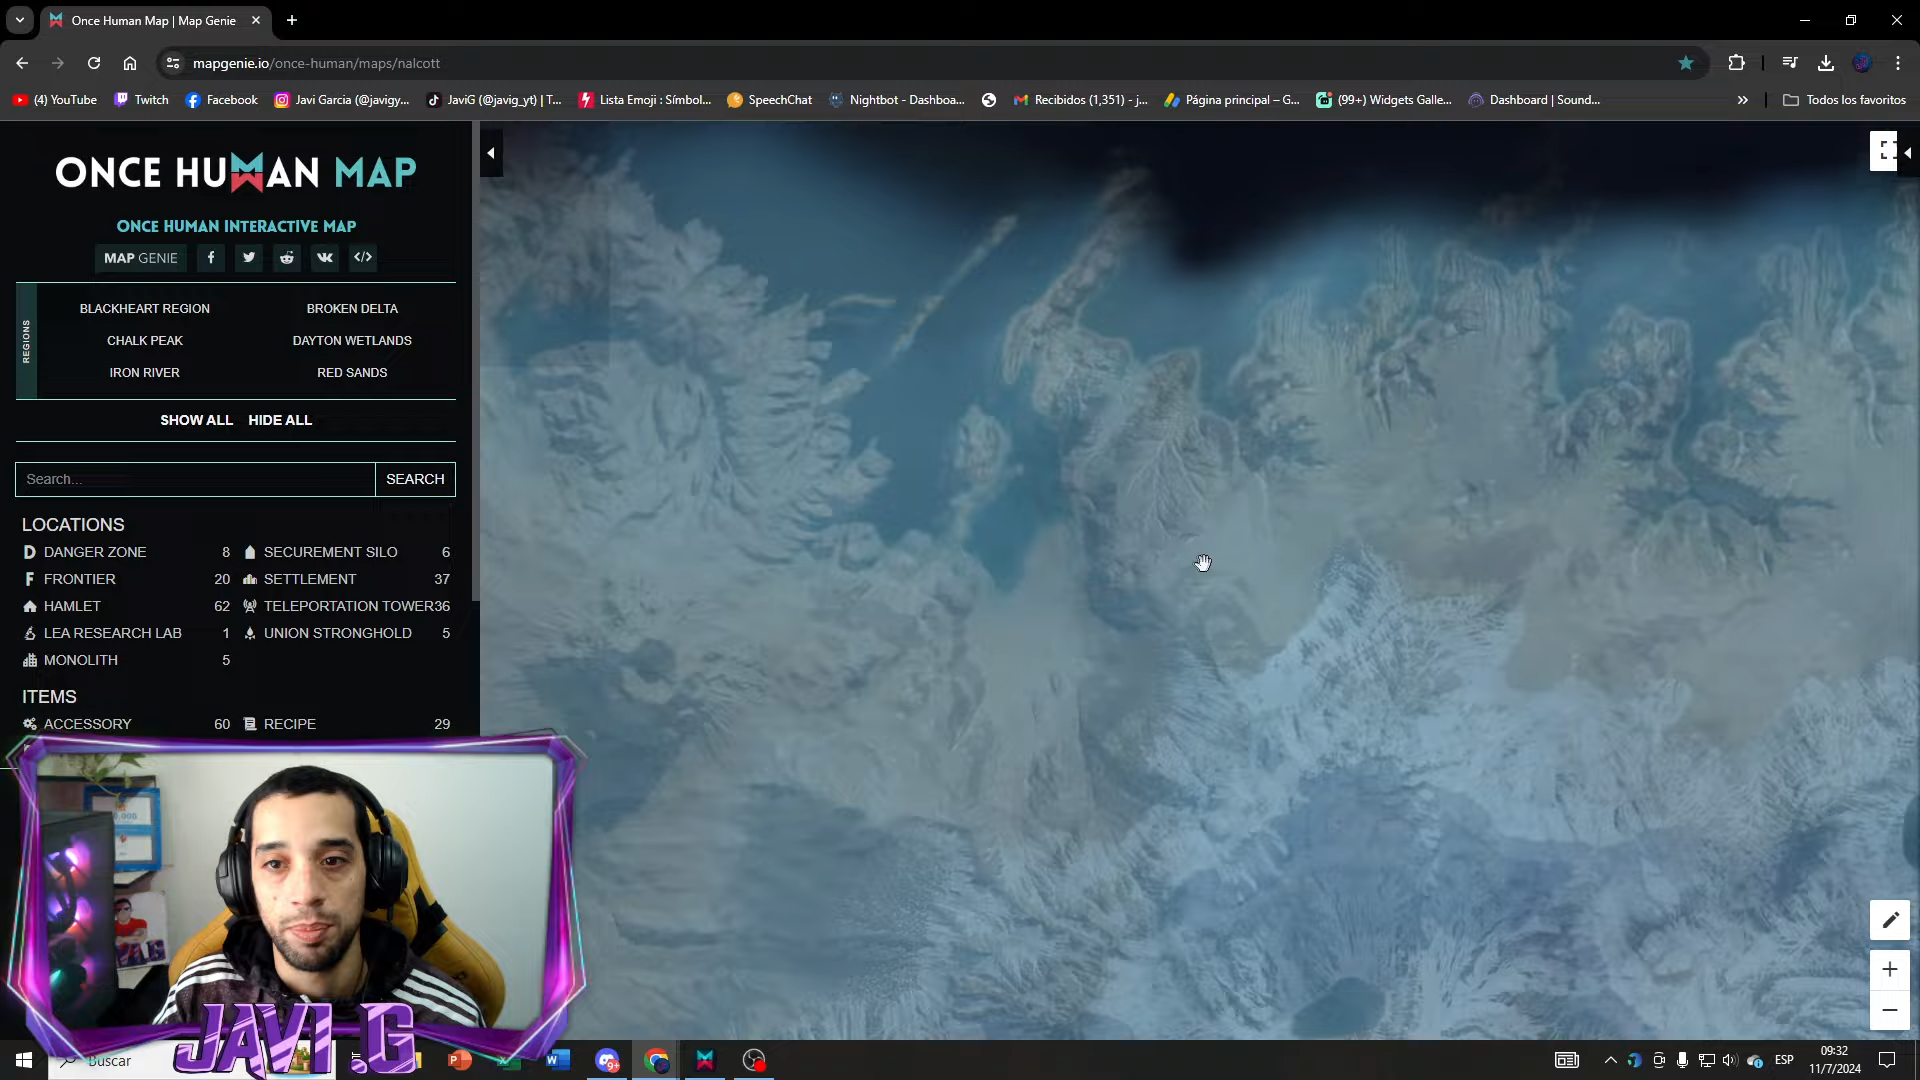 Once Human Map | Map Genie
mapgenie.io/once-human/maps/nalcott
(4) YouTube
Twitch
Facebook
Javi Garcia (@javigy...
JaviG (@javig_yt) | T...
Lista Emoji : Símbol...
SpeechChat
Nightbot - Dashboa...
Recibidos (1,351) - j...
Página principal – G...
(99+) Widgets Galle...
Dashboard | Sound...
Todos los favoritos
ONCE HUMAN MAP
ONCE HUMAN INTERACTIVE MAP
MAP GENIE
REGIONS
BLACKHEART REGION BROKEN DELTA
CHALK PEAK DAYTON WETLANDS
IRON RIVER RED SANDS
SHOW ALL HIDE ALL
Search... SEARCH
LOCATIONS
DANGER ZONE 8 SECUREMENT SILO 6
FRONTIER 20 SETTLEMENT 37
HAMLET 62 TELEPORTATION TOWER 36
LEA RESEARCH LAB 1 UNION STRONGHOLD 5
MONOLITH 5
ITEMS
ACCESSORY 60 RECIPE 29
JAVI G
Buscar
ESP
09:32
11/7/2024